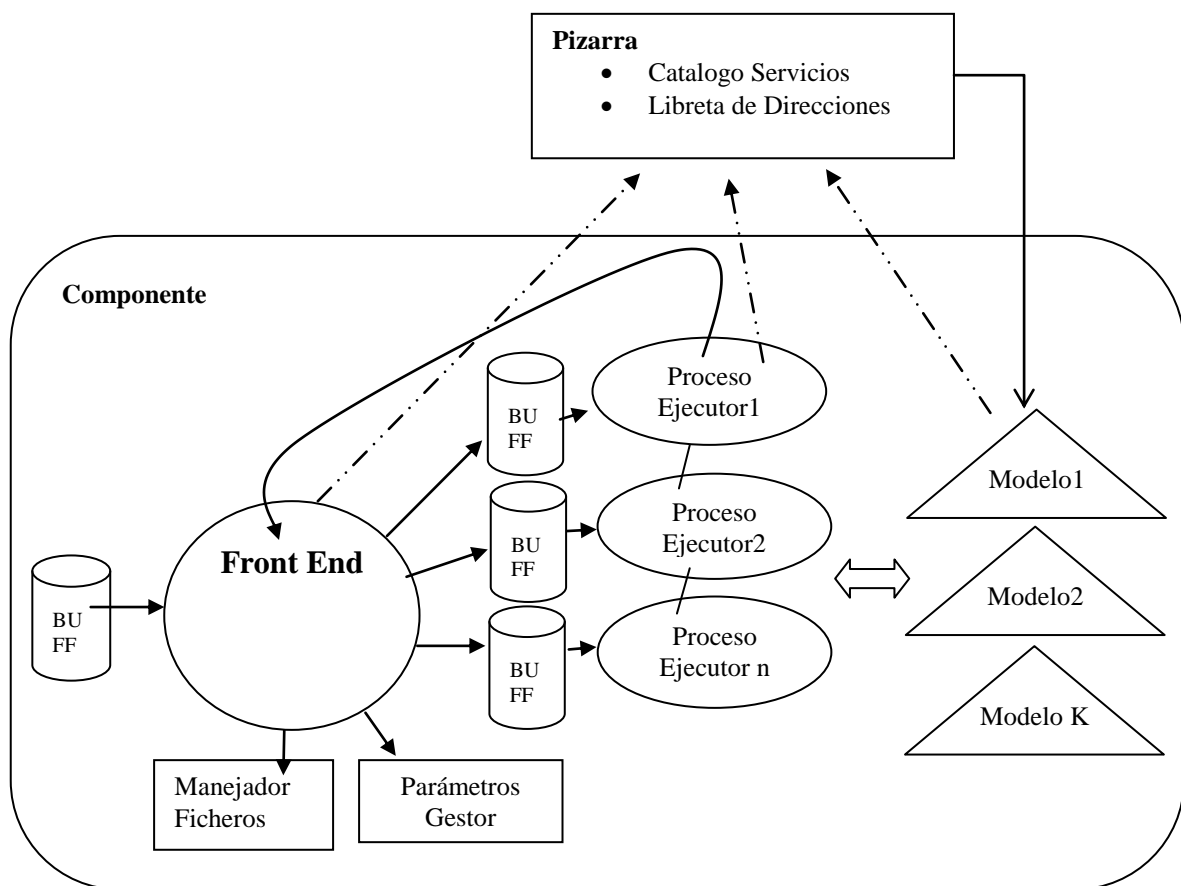 Pizarra
• Catalogo Servicios
• Libreta de Direcciones
Componente
BU
FF
Proceso
Ejecutor1
Modelo1
BU
FF
Proceso
Ejecutor2
Front End
Modelo2
BU
FF
BU
FF
Proceso
Ejecutor n
Modelo K
Manejador
Ficheros
Parámetros
Gestor